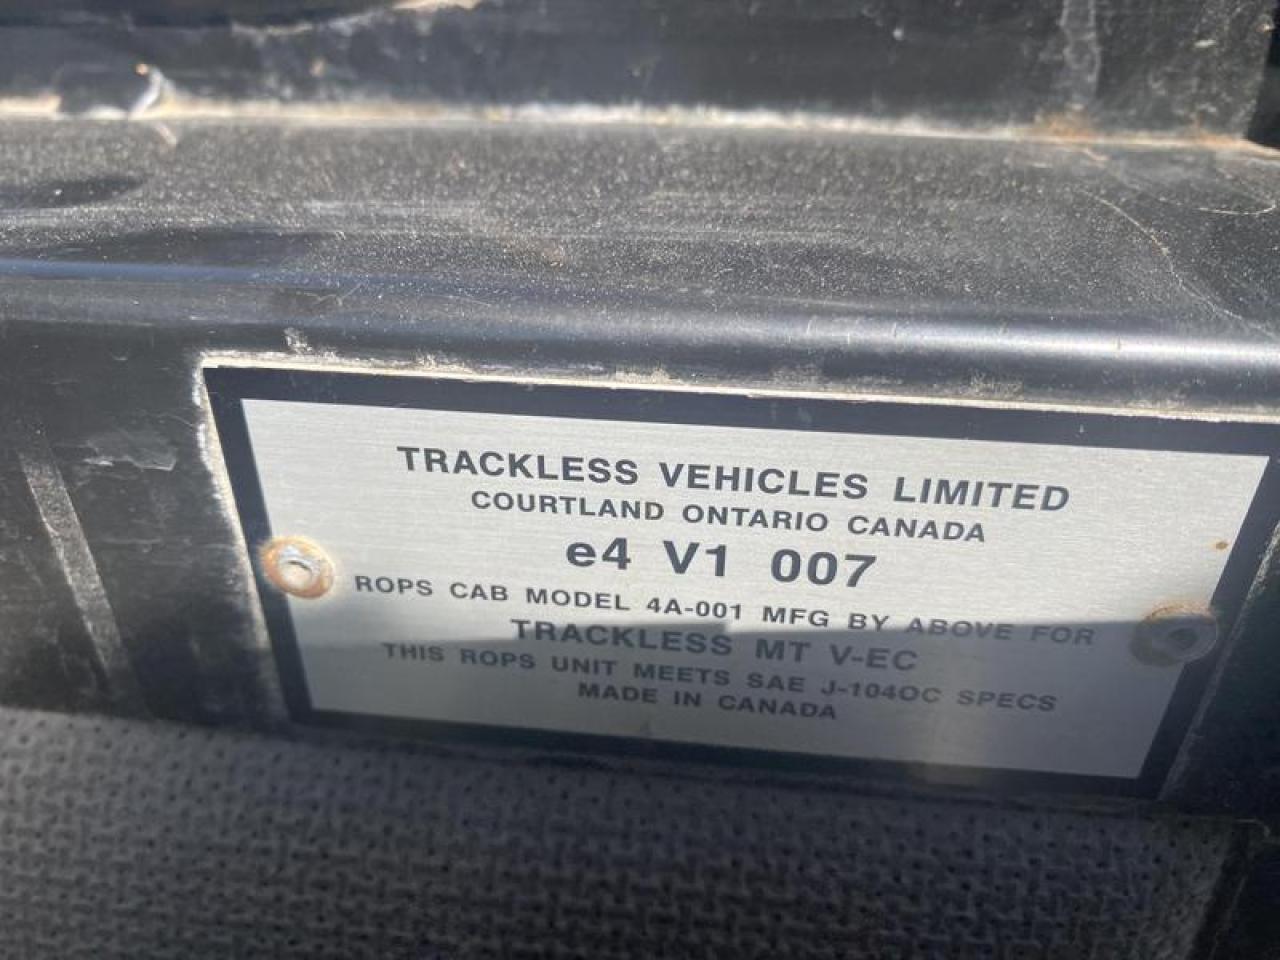 TRACKLESS VEHICLES LIMITED
COURTLAND ONTARIO CANADA
e4 V1 007
ROPS CAB MODEL 4A-001 MFG BY ABOVE FOR
TRACKLESS MT V-EC
THIS ROPS UNIT MEETS SAE J-104OC SPECS
MADE IN CANADA